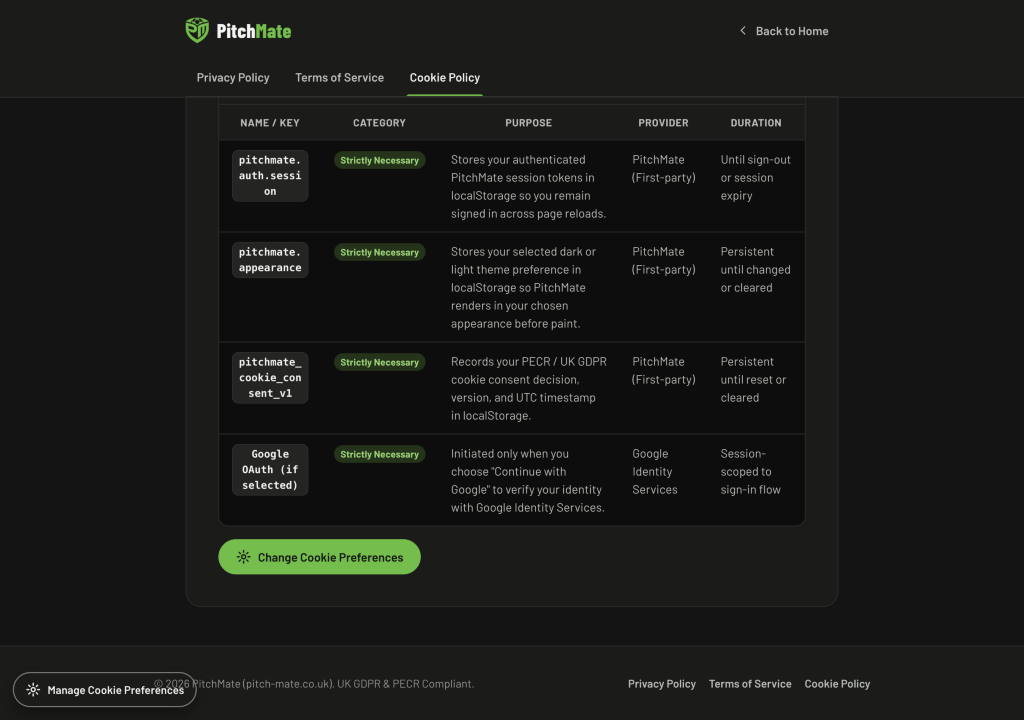 PitchMate
Back to Home
Privacy Policy
Terms of Service
Cookie Policy
NAME / KEY
CATEGORY
PURPOSE
PROVIDER
DURATION
pitchmate.
auth.sessi
on
Strictly Necessary
Stores your authenticated
PitchMate session tokens in
localStorage so you remain
signed in across page reloads.
PitchMate
(First-party)
Until sign-out
or session
expiry
pitchmate.
appearance
Strictly Necessary
Stores your selected dark or
light theme preference in
localStorage so PitchMate
renders in your chosen
appearance before paint.
PitchMate
(First-party)
Persistent
until changed
or cleared
pitchmate_
cookie_con
sent_v1
Strictly Necessary
Records your PECR / UK GDPR
cookie consent decision,
version, and UTC timestamp
in localStorage.
PitchMate
(First-party)
Persistent
until reset or
cleared
Google
OAuth (if
selected)
Strictly Necessary
Initiated only when you
choose "Continue with
Google" to verify your identity
with Google Identity Services.
Google
Identity
Services
Session-
scoped to
sign-in flow
Change Cookie Preferences
Manage Cookie Preferences
© 2026 PitchMate (pitch-mate.co.uk). UK GDPR & PECR Compliant.
Privacy Policy
Terms of Service
Cookie Policy